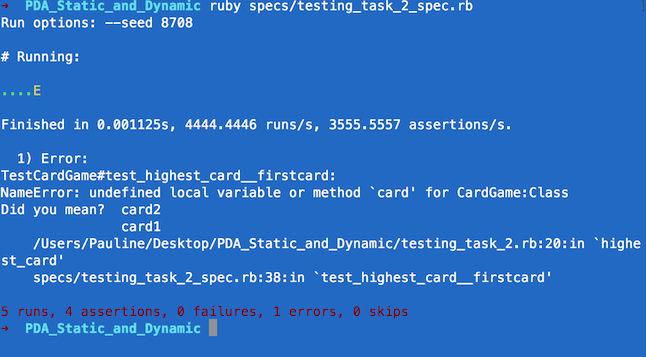 ➜  PDA_Static_and_Dynamic ruby specs/testing_task_2_spec.rb
Run options: --seed 8708
# Running:
....E
Finished in 0.001125s, 4444.4446 runs/s, 3555.5557 assertions/s.
  1) Error:
TestCardGame#test_highest_card__firstcard:
NameError: undefined local variable or method `card' for CardGame:Class
Did you mean?  card2
               card1
    /Users/Pauline/Desktop/PDA_Static_and_Dynamic/testing_task_2.rb:20:in `highe
st_card'
    specs/testing_task_2_spec.rb:38:in `test_highest_card__firstcard'
5 runs, 4 assertions, 0 failures, 1 errors, 0 skips
➜  PDA_Static_and_Dynamic